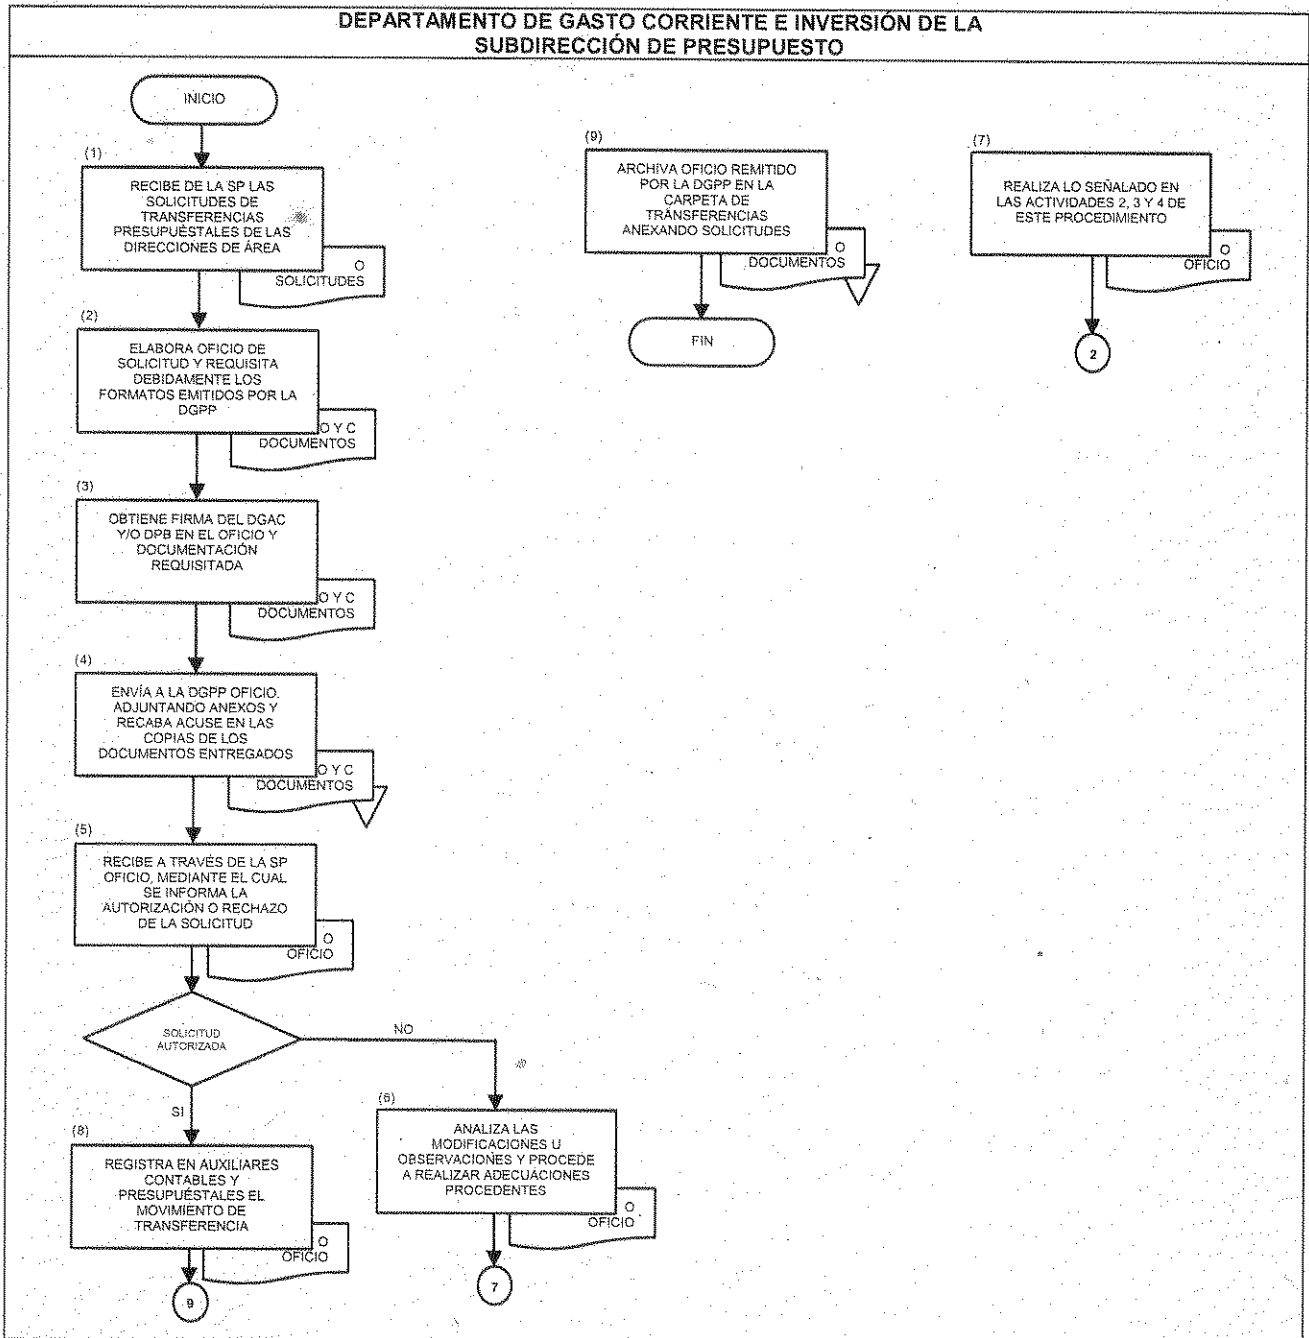 DEPARTAMENTO DE GASTO CORRIENTE E INVERSIÓN DE LA
SUBDIRECCIÓN DE PRESUPUESTO
INICIO
(1)
RECIBE DE LA SP LAS
SOLICITUDES DE
TRANSFERENCIAS
PRESUPUÉSTALES DE LAS
DIRECCIONES DE ÁREA
O
SOLICITUDES
(2)
ELABORA OFICIO DE
SOLICITUD Y REQUISITA
DEBIDAMENTE LOS
FORMATOS EMITIDOS POR LA
DGPP
O Y C
DOCUMENTOS
(3)
OBTIENE FIRMA DEL DGAC
Y/O DPB EN EL OFICIO Y
DOCUMENTACIÓN
REQUISITADA
O Y C
DOCUMENTOS
(4)
ENVÍA A LA DGPP OFICIO,
ADJUNTANDO ANEXOS Y
RECABA ACUSE EN LAS
COPIAS DE LOS
DOCUMENTOS ENTREGADOS
O Y C
DOCUMENTOS
(5)
RECIBE A TRAVÉS DE LA SP
OFICIO, MEDIANTE EL CUAL
SE INFORMA LA
AUTORIZACIÓN O RECHAZO
DE LA SOLICITUD
O
OFICIO
SOLICITUD
AUTORIZADA
NO
SI
(8)
REGISTRA EN AUXILIARES
CONTABLES Y
PRESUPUÉSTALES EL
MOVIMIENTO DE
TRANSFERENCIA
O
OFICIO
9
(6)
ANALIZA LAS
MODIFICACIONES U
OBSERVACIONES Y PROCEDE
A REALIZAR ADECUACIONES
PROCEDENTES
O
OFICIO
7
(9)
ARCHIVA OFICIO REMITIDO
POR LA DGPP EN LA
CARPETA DE
TRANSFERENCIAS
ANEXANDO SOLICITUDES
O
DOCUMENTOS
FIN
(7)
REALIZA LO SEÑALADO EN
LAS ACTIVIDADES 2, 3 Y 4 DE
ESTE PROCEDIMIENTO
O
OFICIO
2